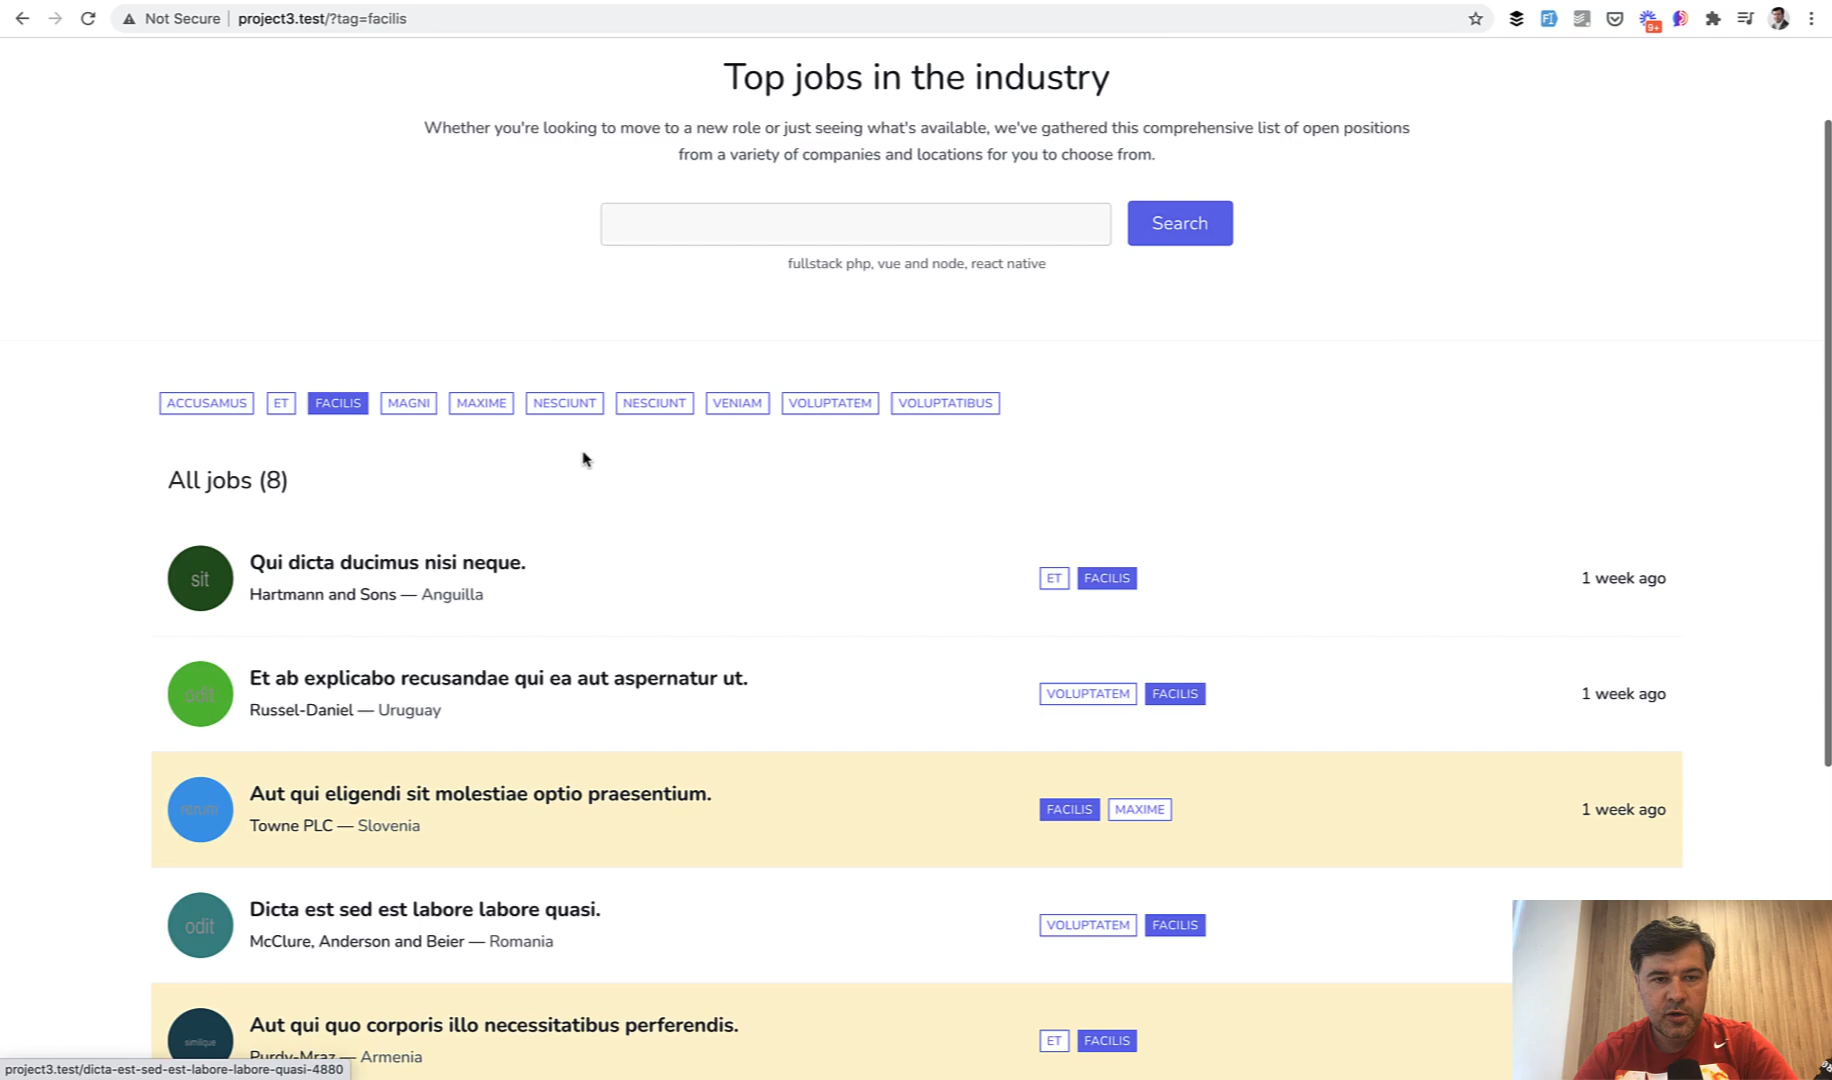 Not Secure | project3.test/?tag=facilis
9+
Top jobs in the industry
Whether you're looking to move to a new role or just seeing what's available, we've gathered this comprehensive list of open positions
from a variety of companies and locations for you to choose from.
Search
fullstack php, vue and node, react native
ACCUSAMUS ET FACILIS MAGNI MAXIME NESCIUNT NESCIUNT VENIAM VOLUPTATEM VOLUPTATIBUS
All jobs (8)
sit
Qui dicta ducimus nisi neque.
Hartmann and Sons — Anguilla
ET FACILIS
1 week ago
odit
Et ab explicabo recusandae qui ea aut aspernatur ut.
Russel-Daniel — Uruguay
VOLUPTATEM FACILIS
1 week ago
rerum
Aut qui eligendi sit molestiae optio praesentium.
Towne PLC — Slovenia
FACILIS MAXIME
1 week ago
odit
Dicta est sed est labore labore quasi.
McClure, Anderson and Beier — Romania
VOLUPTATEM FACILIS
similique
Aut qui quo corporis illo necessitatibus perferendis.
Purdy-Mraz — Armenia
ET FACILIS
project3.test/dicta-est-sed-est-labore-labore-quasi-4880